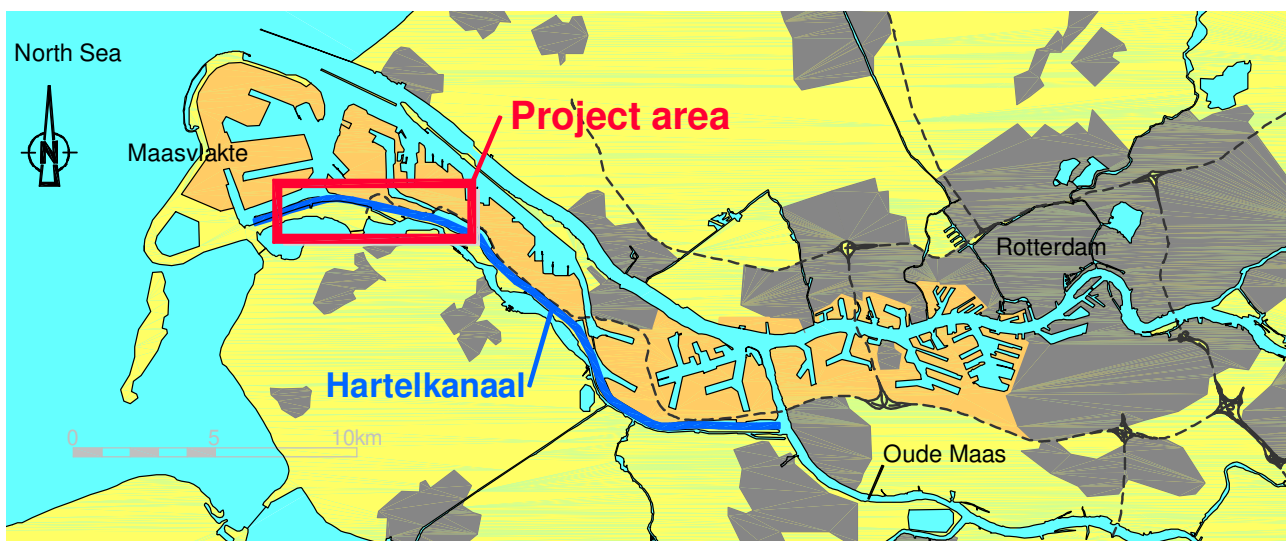 North Sea
Project area
N
Maasvlakte
Rotterdam
Hartelkanaal
0 5 10km
Oude Maas